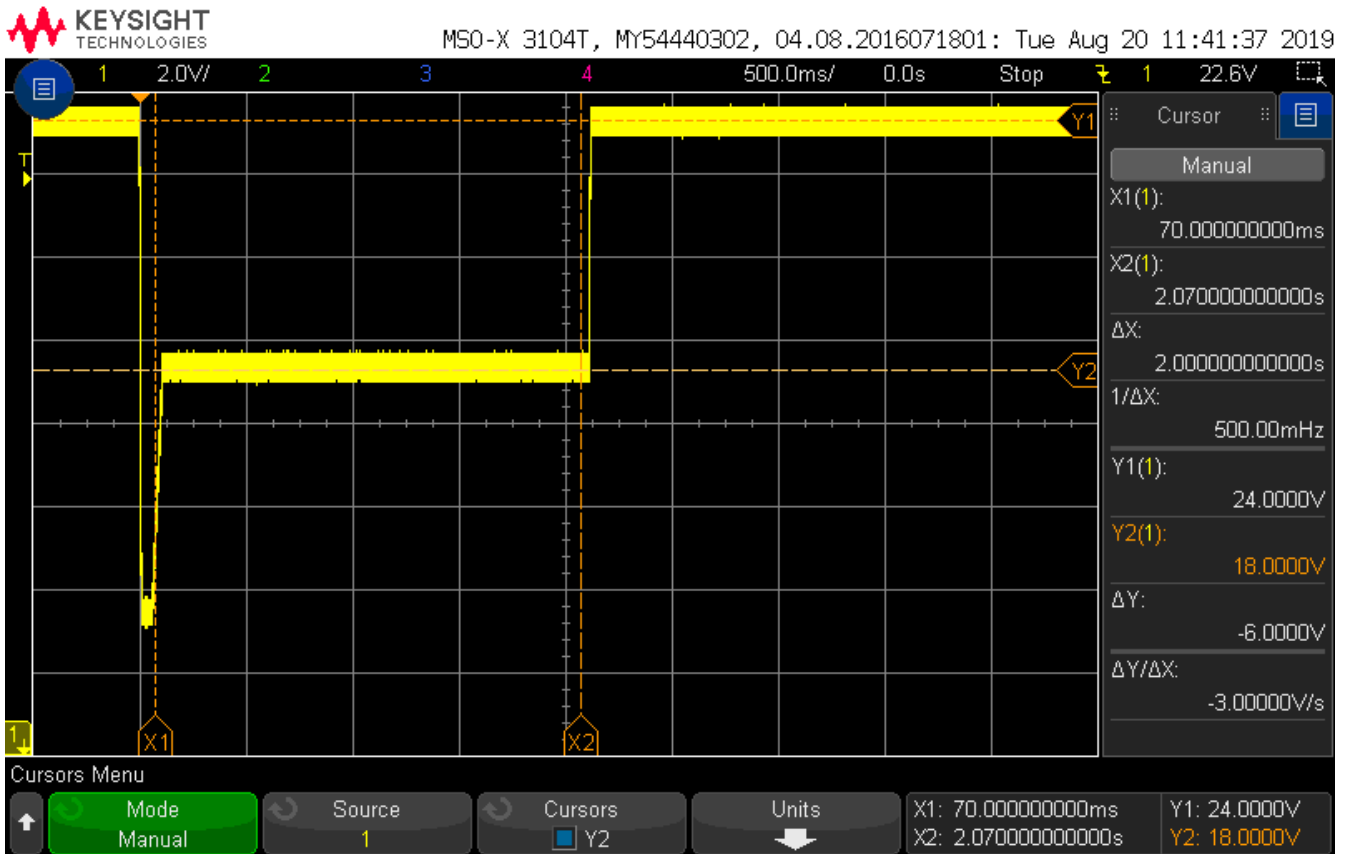 KEYSIGHT
TECHNOLOGIES
MSO-X 3104T, MY54440302, 04.08.2016071801: Tue Aug 20 11:41:37 2019
1 2.0V/ 2 3 4 500.0ms/ 0.0s Stop 1 22.6V
T
Y1
Y2
X1
X2
1
Cursor
Manual
X1(1):
70.000000000ms
X2(1):
2.070000000000s
ΔX:
2.000000000000s
1/ΔX:
500.00mHz
Y1(1):
24.0000V
Y2(1):
18.0000V
ΔY:
-6.0000V
ΔY/ΔX:
-3.00000V/s
Cursors Menu
Mode
Manual
Source
1
Cursors
Y2
Units
X1: 70.000000000ms
X2: 2.070000000000s
Y1: 24.0000V
Y2: 18.0000V